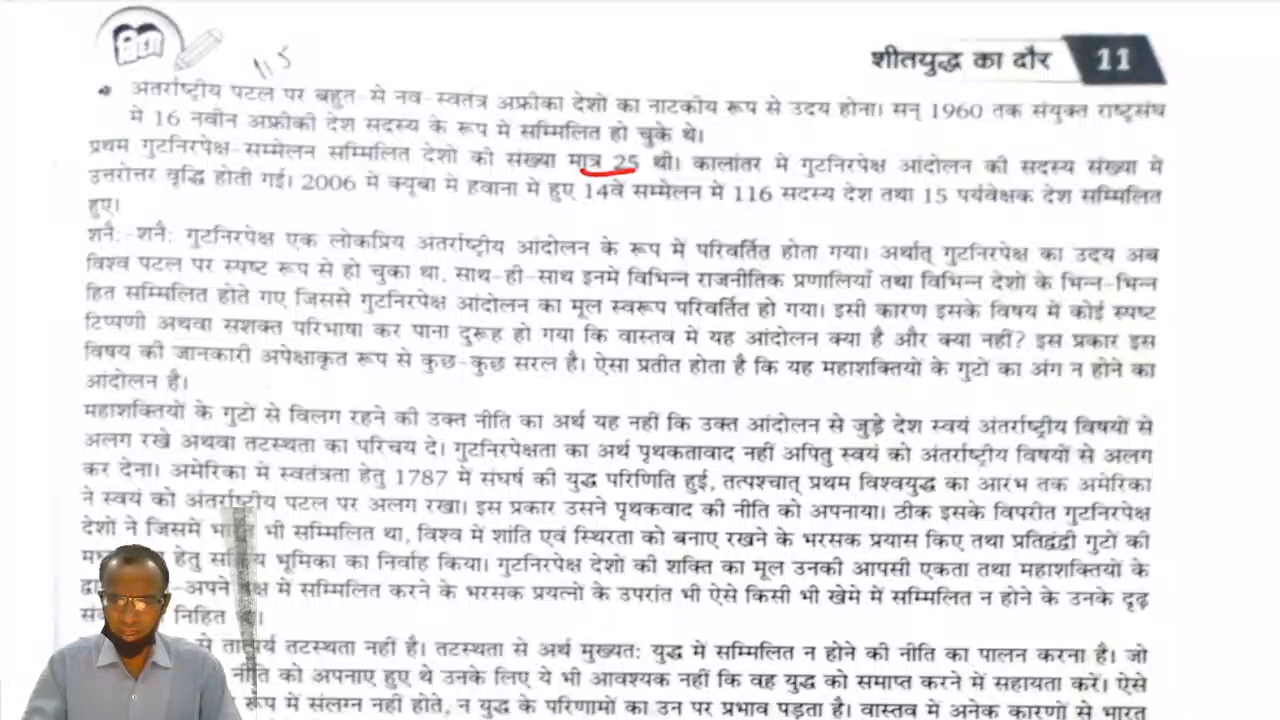 विद्या
115
शीतयुद्ध का दौर 11
अंतर्राष्ट्रीय पटल पर बहुत-से नव-स्वतंत्र अफ्रीका देशों का नाटकीय रूप से उदय होना। सन् 1960 तक संयुक्त राष्ट्रसंघ
में 16 नवीन अफ्रीकी देश सदस्य के रूप में सम्मिलित हो चुके थे।
प्रथम गुटनिरपेक्ष-सम्मेलन सम्मिलित देशों की संख्या मात्र 25 थी। कालांतर में गुटनिरपेक्ष आंदोलन की सदस्य संख्या में
उत्तरोत्तर वृद्धि होती गई। 2006 में क्यूबा में हवाना में हुए 14वें सम्मेलन में 116 सदस्य देश तथा 15 पर्यवेक्षक देश सम्मिलित
हुए।
शनै:-शनै: गुटनिरपेक्ष एक लोकप्रिय अंतर्राष्ट्रीय आंदोलन के रूप में परिवर्तित होता गया। अर्थात् गुटनिरपेक्ष का उदय अब
विश्व पटल पर स्पष्ट रूप से हो चुका था, साथ-ही-साथ इनमें विभिन्न राजनीतिक प्रणालियाँ तथा विभिन्न देशों के भिन्न-भिन्न
हित सम्मिलित होते गए जिससे गुटनिरपेक्ष आंदोलन का मूल स्वरूप परिवर्तित हो गया। इसी कारण इसके विषय में कोई स्पष्ट
टिप्पणी अथवा सशक्त परिभाषा कर पाना दुरूह हो गया कि वास्तव में यह आंदोलन क्या है और क्या नहीं? इस प्रकार इस
विषय की जानकारी अपेक्षाकृत रूप से कुछ-कुछ सरल है। ऐसा प्रतीत होता है कि यह महाशक्तियों के गुटों का अंग न होने का
आंदोलन है।
महाशक्तियों के गुटों से विलग रहने की उक्त नीति का अर्थ यह नहीं कि उक्त आंदोलन से जुड़े देश स्वयं अंतर्राष्ट्रीय विषयों से
अलग रखे अथवा तटस्थता का परिचय दे। गुटनिरपेक्षता का अर्थ पृथकतावाद नहीं अपितु स्वयं को अंतर्राष्ट्रीय विषयों से अलग
कर देना। अमेरिका में स्वतंत्रता हेतु 1787 में संघर्ष की युद्ध परिणिति हुई, तत्पश्चात् प्रथम विश्वयुद्ध का आरंभ तक अमेरिका
ने स्वयं को अंतर्राष्ट्रीय पटल पर अलग रखा। इस प्रकार उसने पृथकवाद की नीति को अपनाया। ठीक इसके विपरीत गुटनिरपेक्ष
देशों ने जिसमें भी सम्मिलित था, विश्व में शांति एवं स्थिरता को बनाए रखने के भरसक प्रयास किए तथा प्रतिद्वंद्वी गुटों की
हेतु भूमिका का निर्वाह किया। गुटनिरपेक्ष देशों की शक्ति का मूल उनकी आपसी एकता तथा महाशक्तियों के
-अपने में सम्मिलित करने के भरसक प्रयत्नों के उपरांत भी ऐसे किसी भी खेमे में सम्मिलित न होने के उनके दृढ़
निहित
से तटस्थता नहीं है। तटस्थता से अर्थ मुख्यत: युद्ध में सम्मिलित न होने की नीति का पालन करना है। जो
नीति को अपनाए हुए थे उनके लिए ये भी आवश्यक नहीं कि वह युद्ध को समाप्त करने में सहायता करें। ऐसे
रूप में संलग्न नहीं होते, न युद्ध के परिणामों का उन पर प्रभाव पड़ता है। वास्तव में अनेक कारणों से भारत